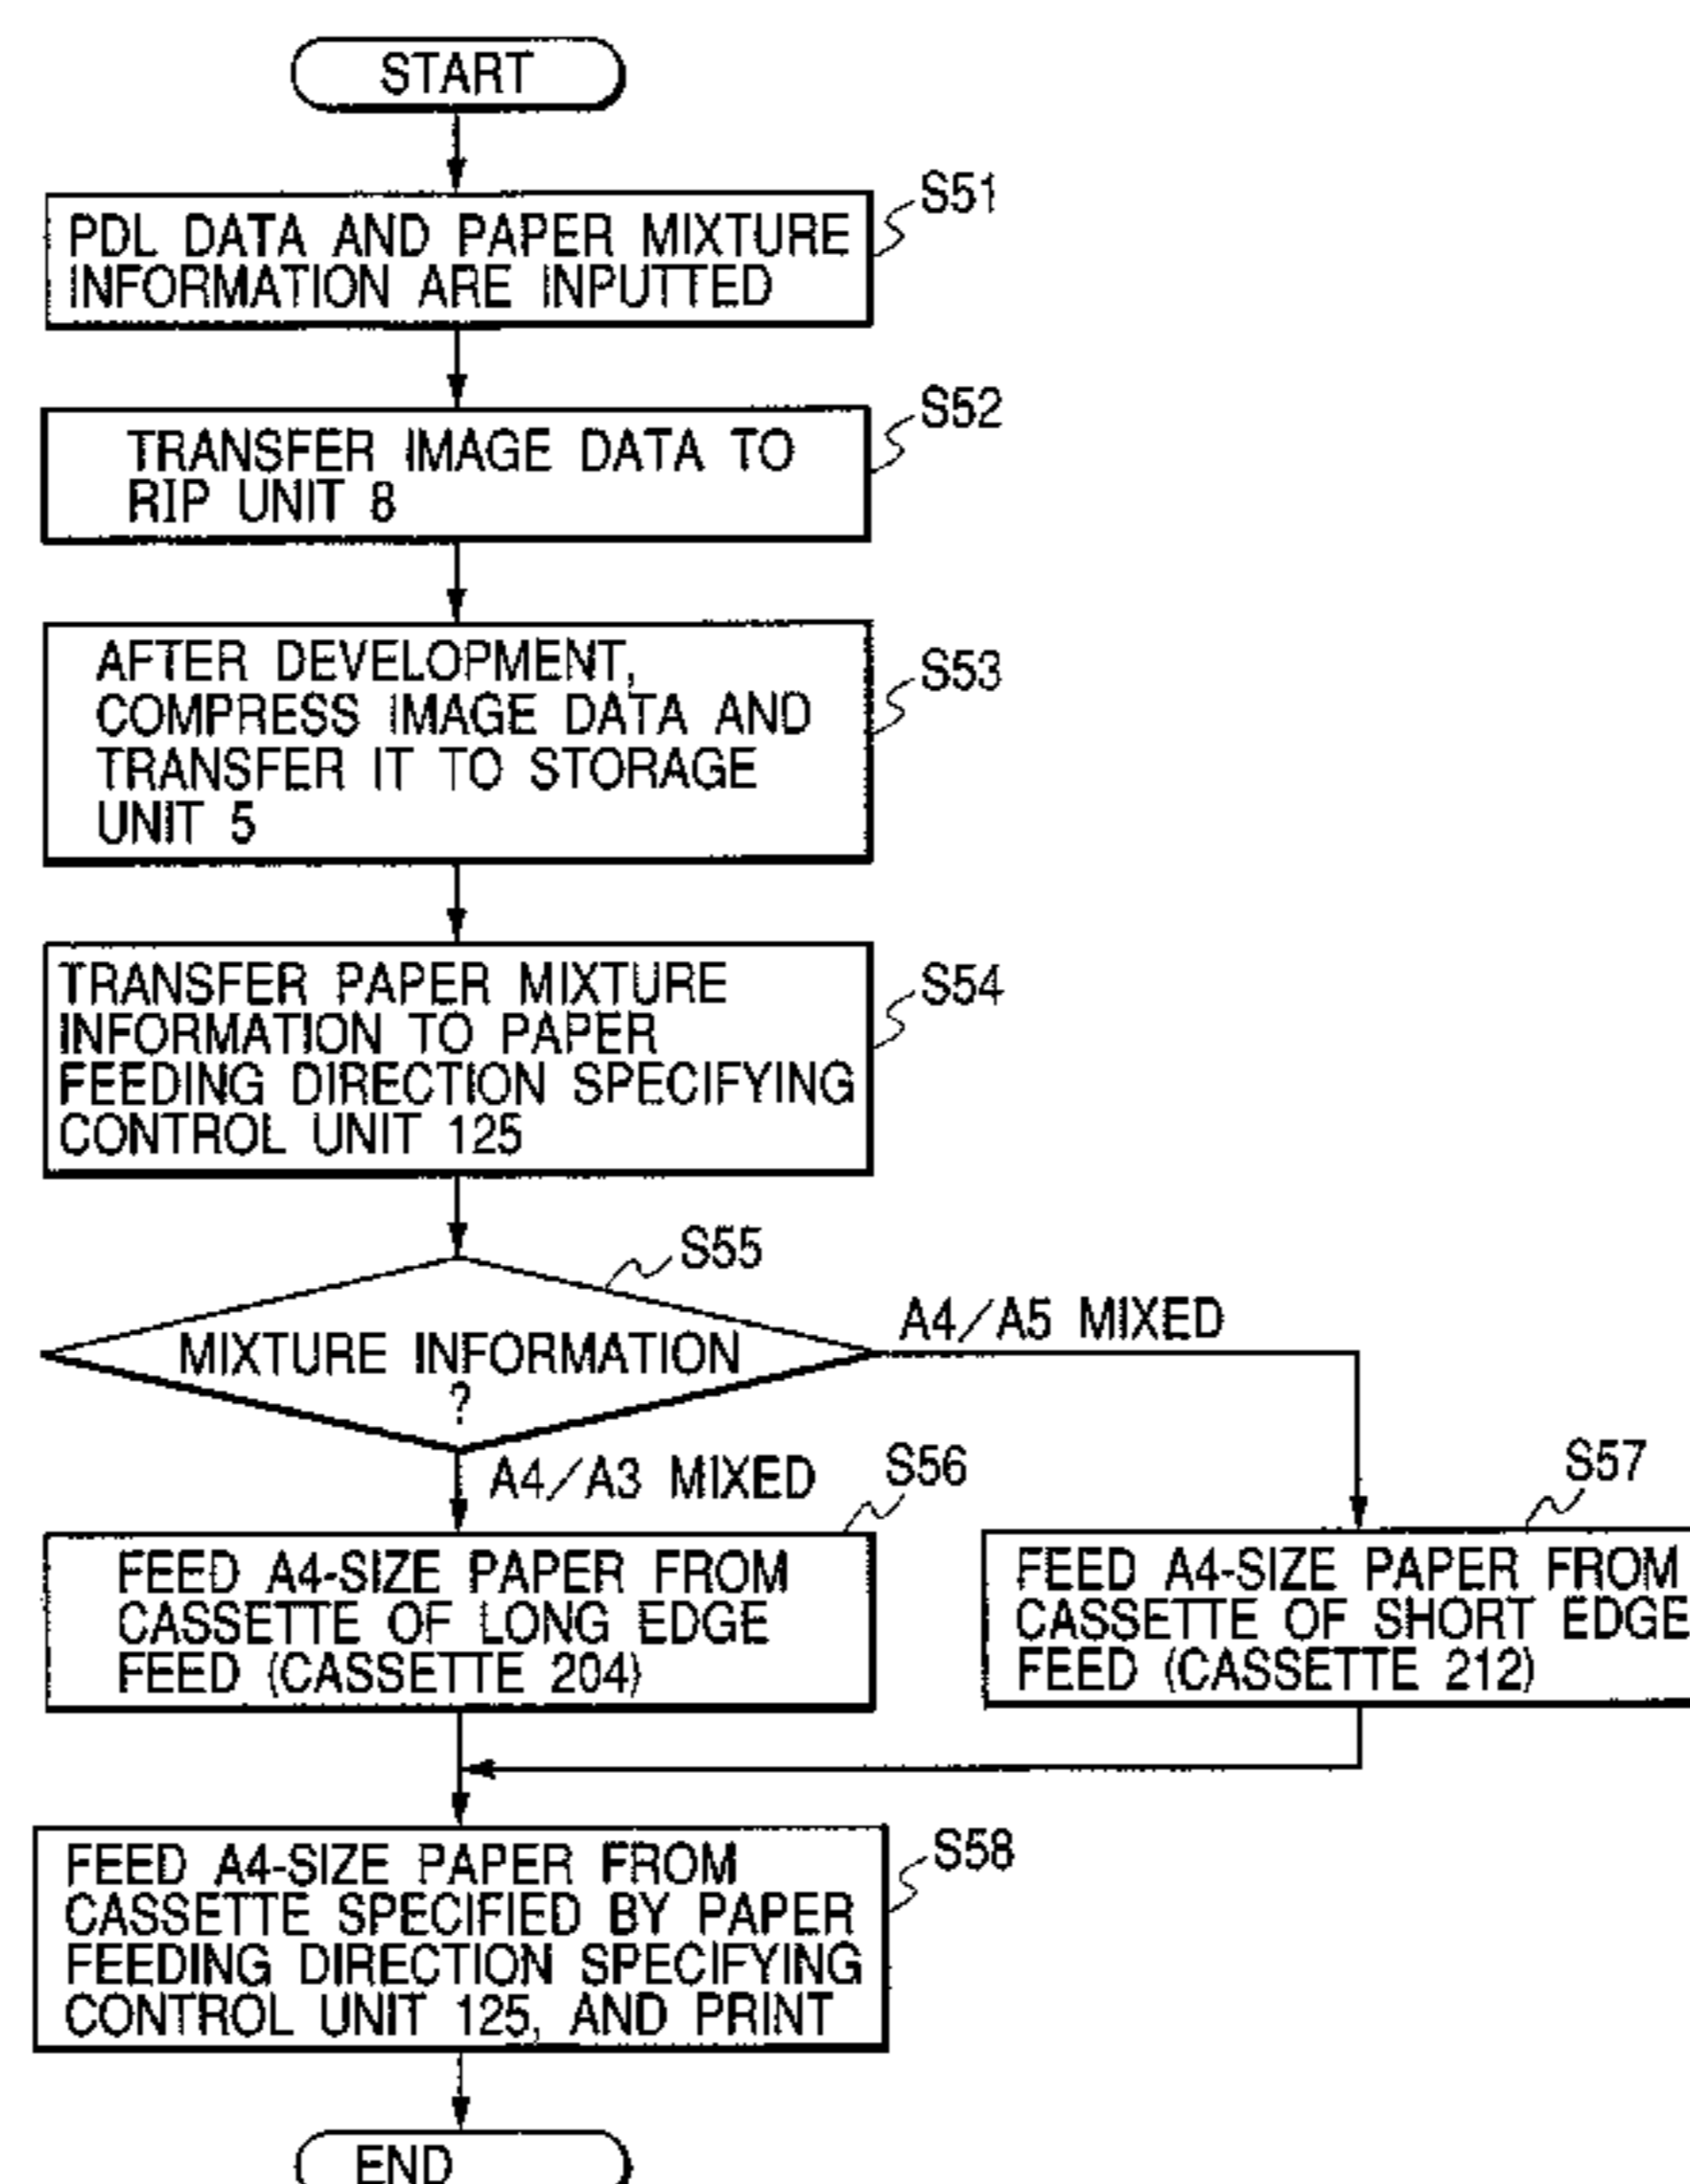 START
S51
PDL DATA AND PAPER MIXTURE
INFORMATION ARE INPUTTED
S52
TRANSFER IMAGE DATA TO
RIP UNIT 8
S53
AFTER DEVELOPMENT,
COMPRESS IMAGE DATA AND
TRANSFER IT TO STORAGE
UNIT 5
S54
TRANSFER PAPER MIXTURE
INFORMATION TO PAPER
FEEDING DIRECTION SPECIFYING
CONTROL UNIT 125
S55
MIXTURE INFORMATION
?
A4/A5 MIXED
A4/A3 MIXED
S56
FEED A4-SIZE PAPER FROM
CASSETTE OF LONG EDGE
FEED (CASSETTE 204)
S57
FEED A4-SIZE PAPER FROM
CASSETTE OF SHORT EDGE
FEED (CASSETTE 212)
S58
FEED A4-SIZE PAPER FROM
CASSETTE SPECIFIED BY PAPER
FEEDING DIRECTION SPECIFYING
CONTROL UNIT 125, AND PRINT
END